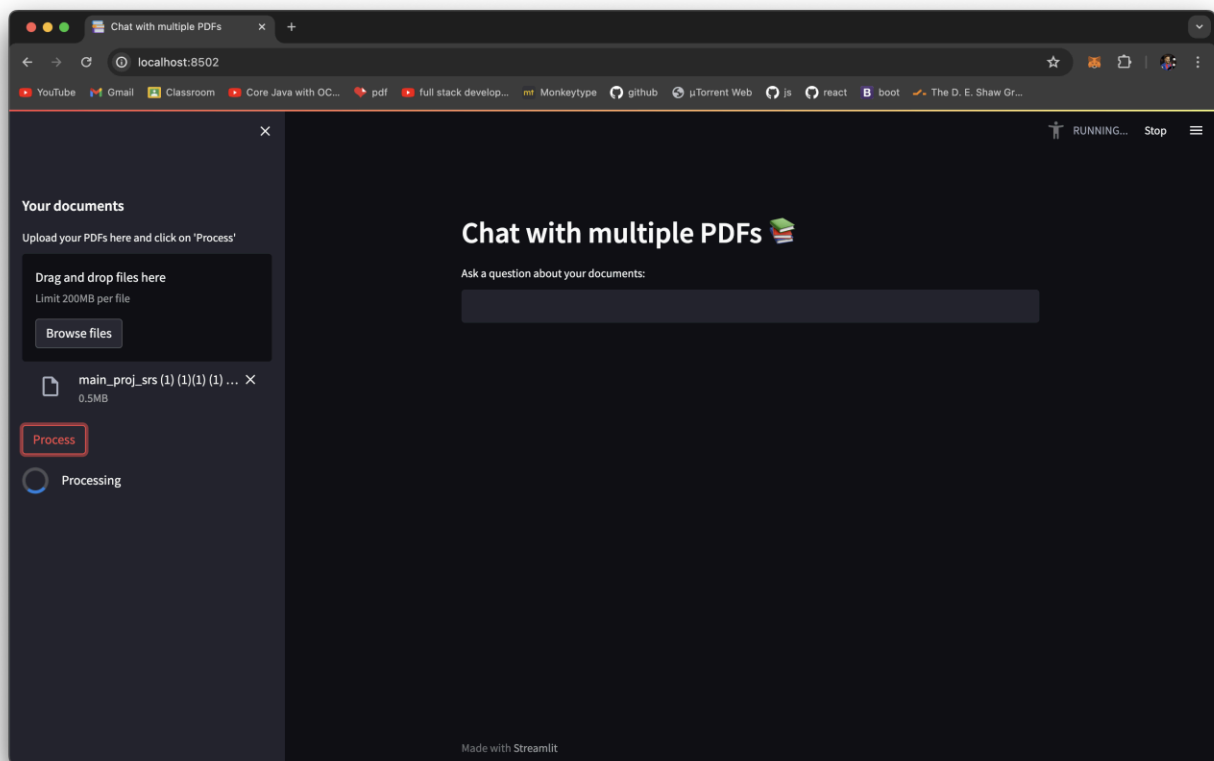 Chat with multiple PDFs
localhost:8502
YouTube Gmail Classroom Core Java with OC... pdf full stack develop... mt Monkeytype github µTorrent Web js react B boot The D. E. Shaw Gr...
RUNNING... Stop
Your documents
Upload your PDFs here and click on 'Process'
Drag and drop files here
Limit 200MB per file
Browse files
main_proj_srs (1) (1)(1) (1) ...
0.5MB
Process
Processing
Chat with multiple PDFs
Ask a question about your documents:
Made with Streamlit